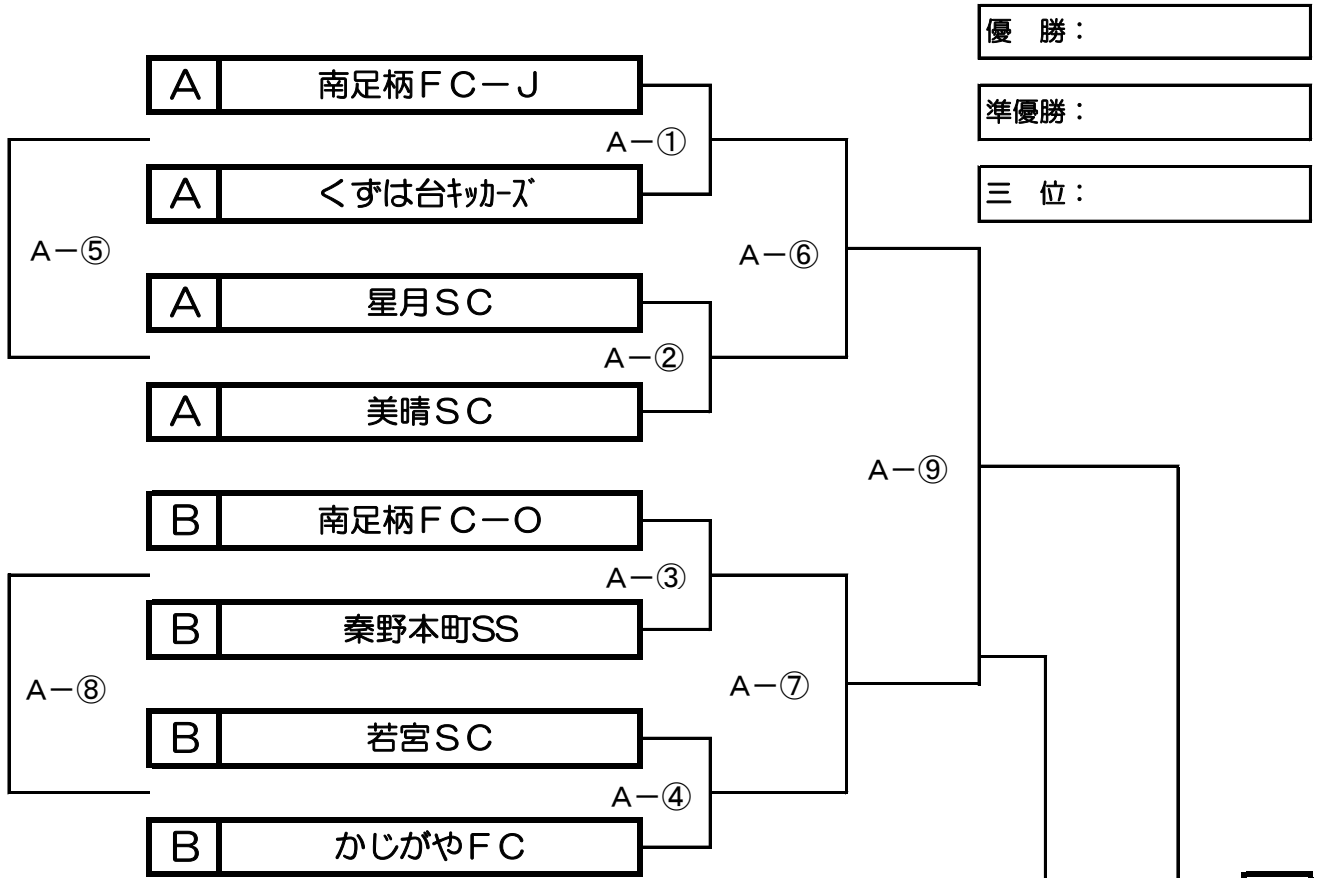 優　勝：
準優勝：
三　位：
A 南足柄ＦＣ－Ｊ
A－①
A くずは台ｷｯｶｰｽﾞ
A－⑤
A－⑥
A 星月ＳＣ
A－②
A 美晴ＳＣ
A－⑨
B 南足柄ＦＣ－Ｏ
A－③
B 秦野本町SS
A－⑧
A－⑦
B 若宮ＳＣ
A－④
B かじがやＦＣ